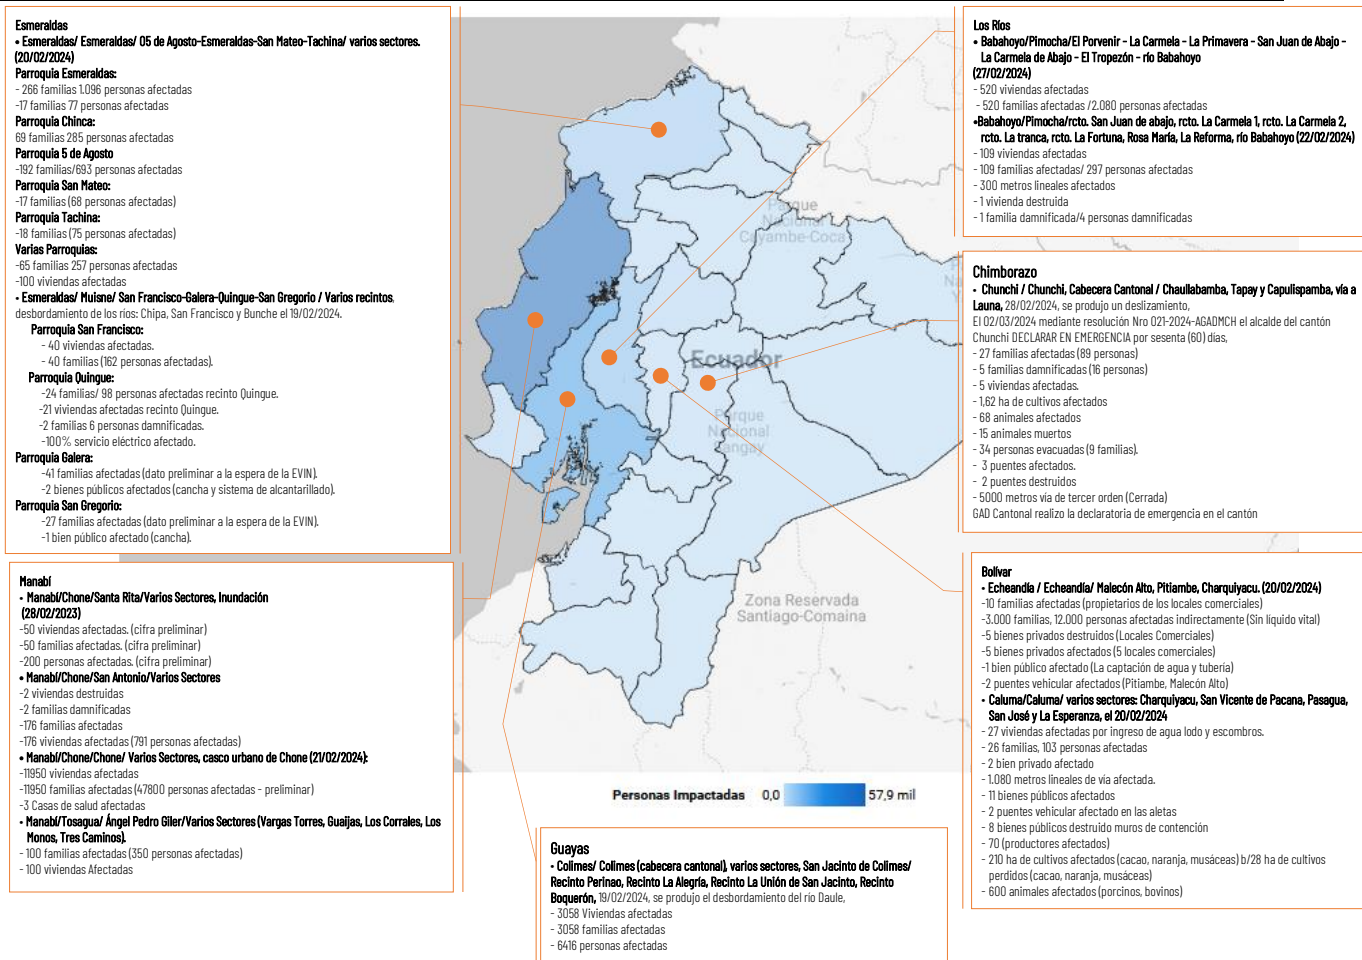 Esmeraldas
• Esmeraldas/ Esmeraldas/ 05 de Agosto-Esmeraldas-San Mateo-Tachina/ varios sectores.
(20/02/2024)
Parroquia Esmeraldas:
- 266 familias 1.096 personas afectadas
-17 familias 77 personas afectadas
Parroquia Chinca:
69 familias 285 personas afectadas
Parroquia 5 de Agosto
-192 familias/693 personas afectadas
Parroquia San Mateo:
-17 familias (68 personas afectadas)
Parroquia Tachina:
-18 familias (75 personas afectadas)
Varias Parroquias:
-65 familias 257 personas afectadas
-100 viviendas afectadas
• Esmeraldas/ Muisne/ San Francisco-Galera-Quingue-San Gregorio / Varios recintos,
desbordamiento de los ríos: Chipa, San Francisco y Bunche el 19/02/2024.
Parroquia San Francisco:
- 40 viviendas afectadas.
- 40 familias (162 personas afectadas).
Parroquia Quingue:
-24 familias/ 98 personas afectadas recinto Quingue.
-21 viviendas afectadas recinto Quingue.
-2 familias 6 personas damnificadas.
-100% servicio eléctrico afectado.
Parroquia Galera:
-41 familias afectadas (dato preliminar a la espera de la EVIN).
-2 bienes públicos afectados (cancha y sistema de alcantarillado).
Parroquia San Gregorio:
-27 familias afectadas (dato preliminar a la espera de la EVIN).
-1 bien público afectado (cancha).
Manabí
• Manabí/Chone/Santa Rita/Varios Sectores, Inundación
(28/02/2023)
-50 viviendas afectadas. (cifra preliminar)
-50 familias afectadas. (cifra preliminar)
-200 personas afectadas. (cifra preliminar)
• Manabí/Chone/San Antonio/Varios Sectores
-2 viviendas destruidas
-2 familias damnificadas
-176 familias afectadas
-176 viviendas afectadas (791 personas afectadas)
• Manabí/Chone/Chone/ Varios Sectores, casco urbano de Chone (21/02/2024):
-11950 viviendas afectadas
-11950 familias afectadas (47800 personas afectadas - preliminar)
-3 Casas de salud afectadas
• Manabí/Tosagua/ Ángel Pedro Giler/Varios Sectores (Vargas Torres, Guaijas, Los Corrales, Los
Monos, Tres Caminos).
- 100 familias afectadas (350 personas afectadas)
- 100 viviendas Afectadas
Parque
Nacional
Cayambe-Coca
Ecuador
Parque
Nacional
Sangay
Zona Reservada
Santiago-Comaina
Personas Impactadas 0,0 57,9 mil
Guayas
• Colimes/ Colimes (cabecera cantonal), varios sectores, San Jacinto de Colimes/
Recinto Perinao, Recinto La Alegría, Recinto La Unión de San Jacinto, Recinto
Boquerón, 19/02/2024, se produjo el desbordamiento del río Daule,
- 3058 Viviendas afectadas
- 3058 familias afectadas
- 6416 personas afectadas
Los Ríos
• Babahoyo/Pimocha/El Porvenir - La Carmela - La Primavera - San Juan de Abajo -
La Carmela de Abajo - El Tropezón - río Babahoyo
(27/02/2024)
- 520 viviendas afectadas
- 520 familias afectadas /2.080 personas afectadas
•Babahoyo/Pimocha/rcto. San Juan de abajo, rcto. La Carmela 1, rcto. La Carmele 2,
rcto. La tranca, rcto. La Fortuna, Rosa María, La Reforma, río Babahoyo (22/02/2024)
- 109 viviendas afectadas
- 109 familias afectadas/ 297 personas afectadas
- 300 metros lineales afectados
- 1 vivienda destruida
- 1 familia damnificada/4 personas damnificadas
Chimborazo
• Chunchi / Chunchi, Cabecera Cantonal / Chaullabamba, Tapay y Capulispamba, vía a
Launa, 28/02/2024, se produjo un deslizamiento,
El 02/03/2024 mediante resolución Nro 021-2024-AGADMCH el alcalde del cantón
Chunchi DECLARAR EN EMERGENCIA por sesenta (60) días,
- 27 familias afectadas (89 personas)
- 5 familias damnificadas (16 personas)
- 5 viviendas afectadas.
- 1,62 ha de cultivos afectados
- 68 animales afectados
- 15 animales muertos
- 34 personas evacuadas (9 familias).
- 3 puentes afectados.
- 2 puentes destruidos
- 5000 metros vía de tercer orden (Cerrada)
GAD Cantonal realizo la declaratoria de emergencia en el cantón
Bolívar
• Echeandía / Echeandía/ Malecón Alto, Pitiambe, Charquiyacu. (20/02/2024)
-10 familias afectadas (propietarios de los locales comerciales)
-3.000 familias, 12.000 personas afectadas indirectamente (Sin líquido vital)
-5 bienes privados destruidos (Locales Comerciales)
-5 bienes privados afectados (5 locales comerciales)
-1 bien público afectado (La captación de agua y tubería)
-2 puentes vehicular afectados (Pitiambe, Malecón Alto)
• Caluma/Caluma/ varios sectores: Charquiyacu, San Vicente de Pacana, Pasagua,
San José y La Esperanza, el 20/02/2024
- 27 viviendas afectadas por ingreso de agua lodo y escombros.
- 26 familias, 103 personas afectadas
- 2 bien privado afectado
- 1.080 metros lineales de vía afectada.
- 11 bienes públicos afectados
- 2 puentes vehicular afectado en las aletas
- 8 bienes públicos destruido muros de contención
- 70 (productores afectados)
- 210 ha de cultivos afectados (cacao, naranja, musáceas) b/28 ha de cultivos
perdidos (cacao, naranja, musáceas)
- 600 animales afectados (porcinos, bovinos)